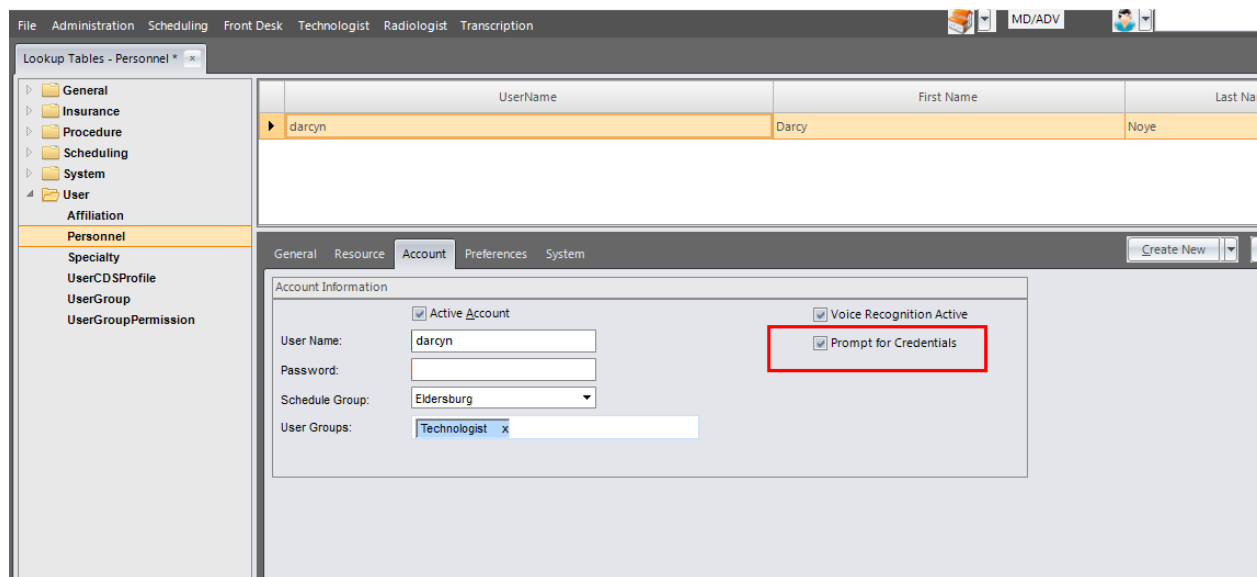 File Administration Scheduling Front Desk Technologist Radiologist Transcription MD/ADV
Lookup Tables - Personnel * x
General
Insurance
Procedure
Scheduling
System
User
Affiliation
Personnel
Specialty
UserCDSProfile
UserGroup
UserGroupPermission
UserName First Name Last Na
darcyn Darcy Noye
General Resource Account Preferences System Create New
Account Information
Active Account Voice Recognition Active
User Name: darcyn Prompt for Credentials
Password:
Schedule Group: Eldersburg
User Groups: Technologist x